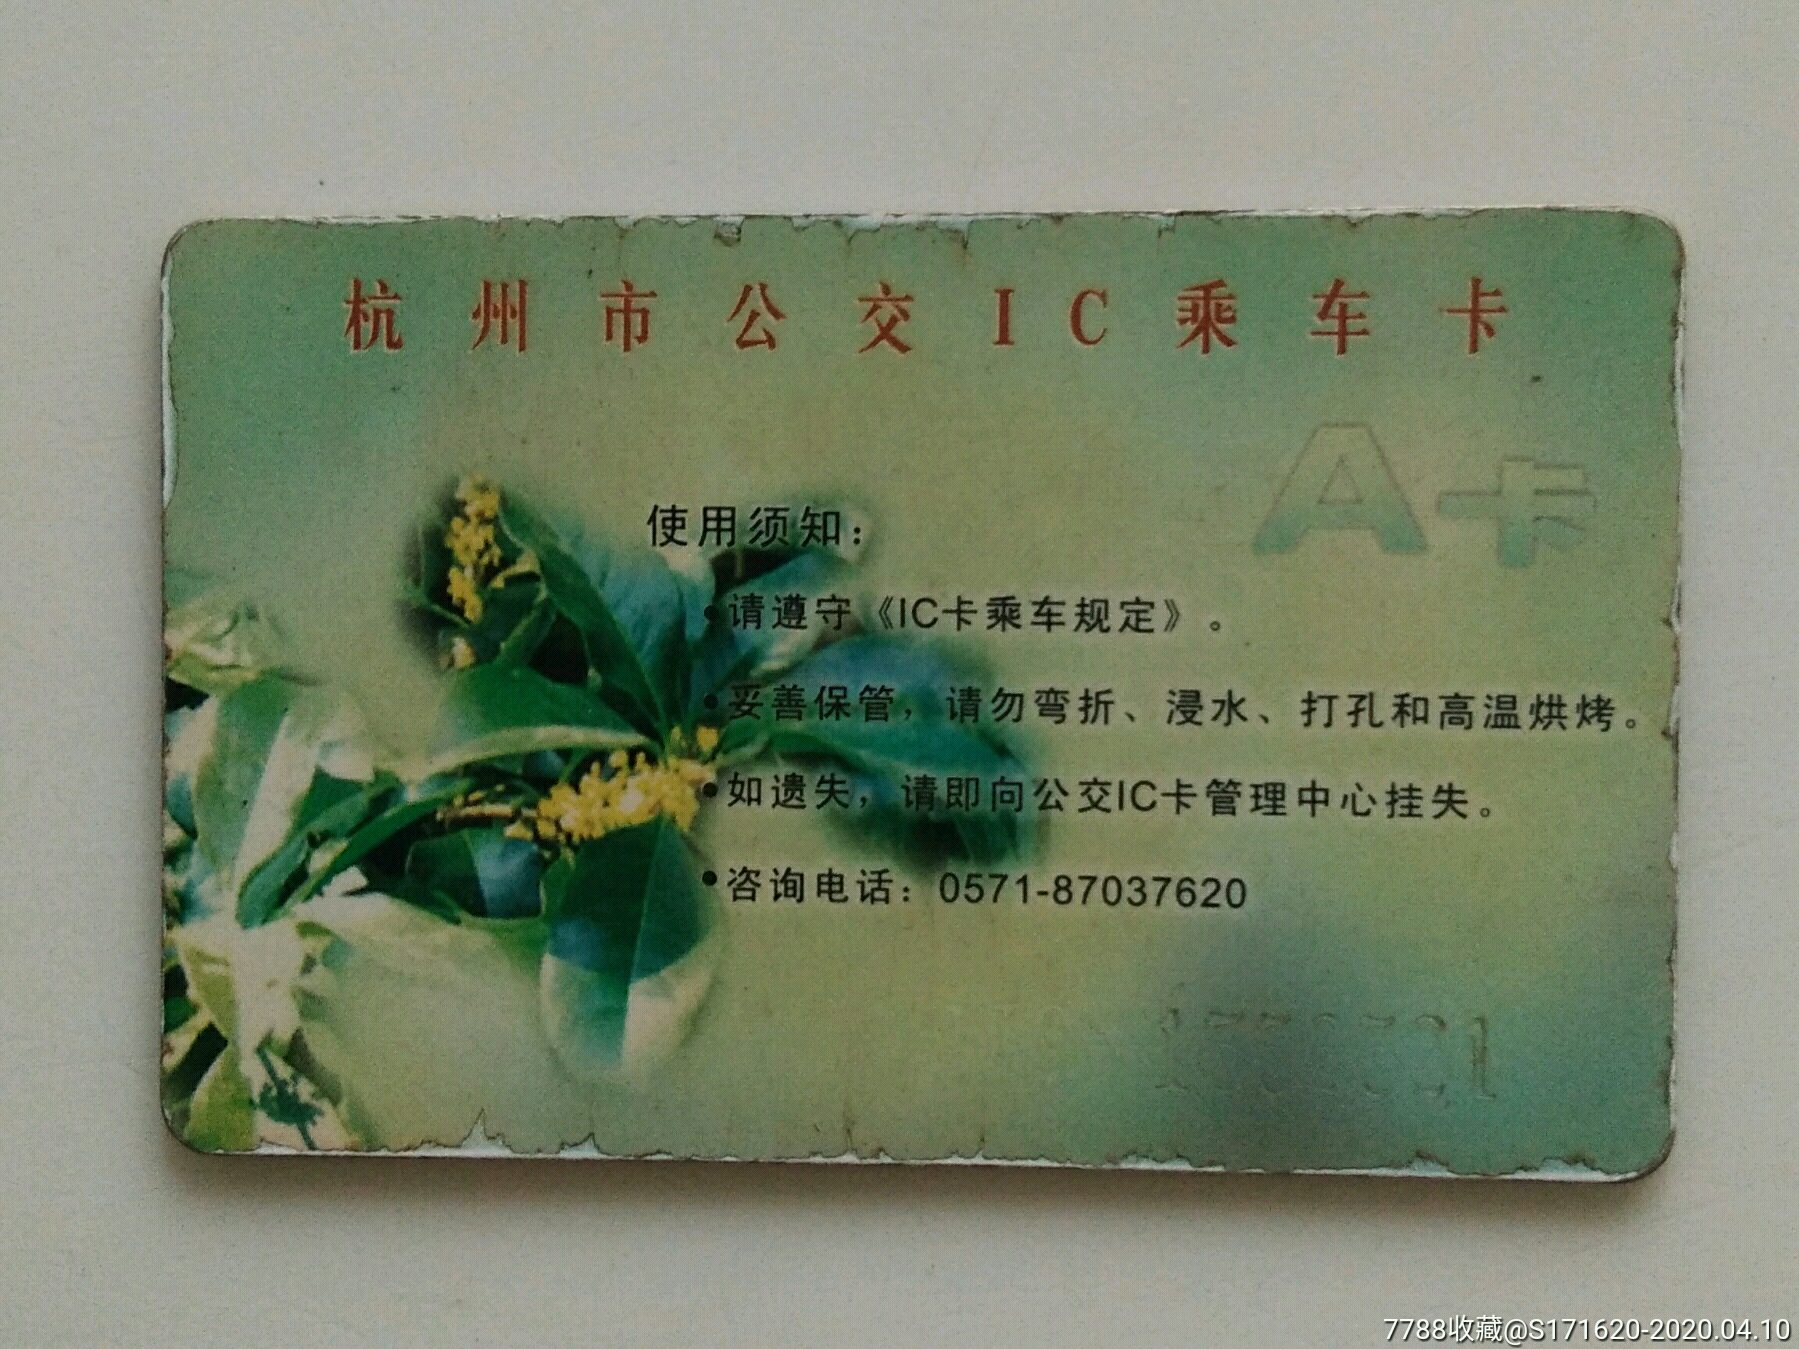 杭州市公交IC乘车卡
A卡
使用须知：
•请遵守《IC卡乘车规定》。
•妥善保管，请勿弯折、浸水、打孔和高温烘烤。
•如遗失，请即向公交IC卡管理中心挂失。
•咨询电话：0571-87037620
7788收藏@S171620-2020.04.10